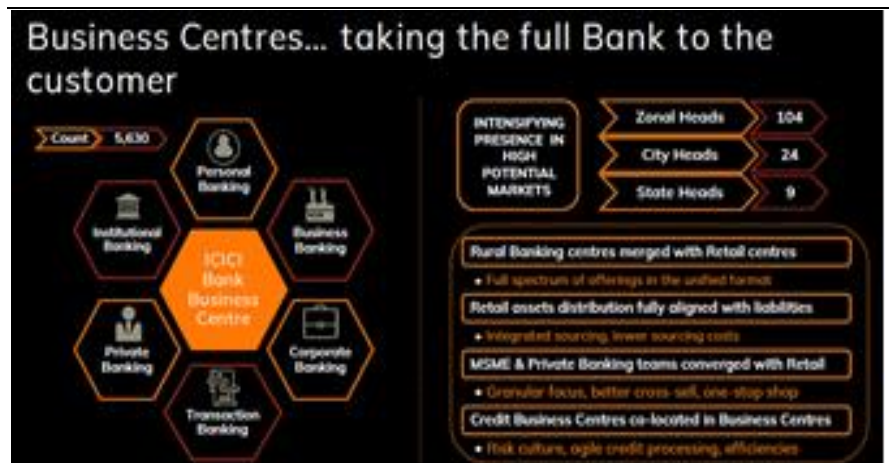 Business Centres... taking the full Bank to the
customer
Count 5,630
Personal
Banking
Institutional
Banking
Business
Banking
ICICI
Bank
Business
Centre
Private
Banking
Corporate
Banking
Transaction
Banking
INTENSIFYING
PRESENCE IN
HIGH
POTENTIAL
MARKETS
Zonal Heads 104
City Heads 24
State Heads 9
Rural Banking centres merged with Retail centres
Full spectrum of offerings in the unified format
Retail assets distribution fully aligned with liabilities
Integrated sourcing, lower sourcing costs
MSME & Private Banking teams converged with Retail
Granular focus, better cross-sell, one-stop shop
Credit Business Centres co-located in Business Centres
Risk culture, agile credit processing, efficiencies